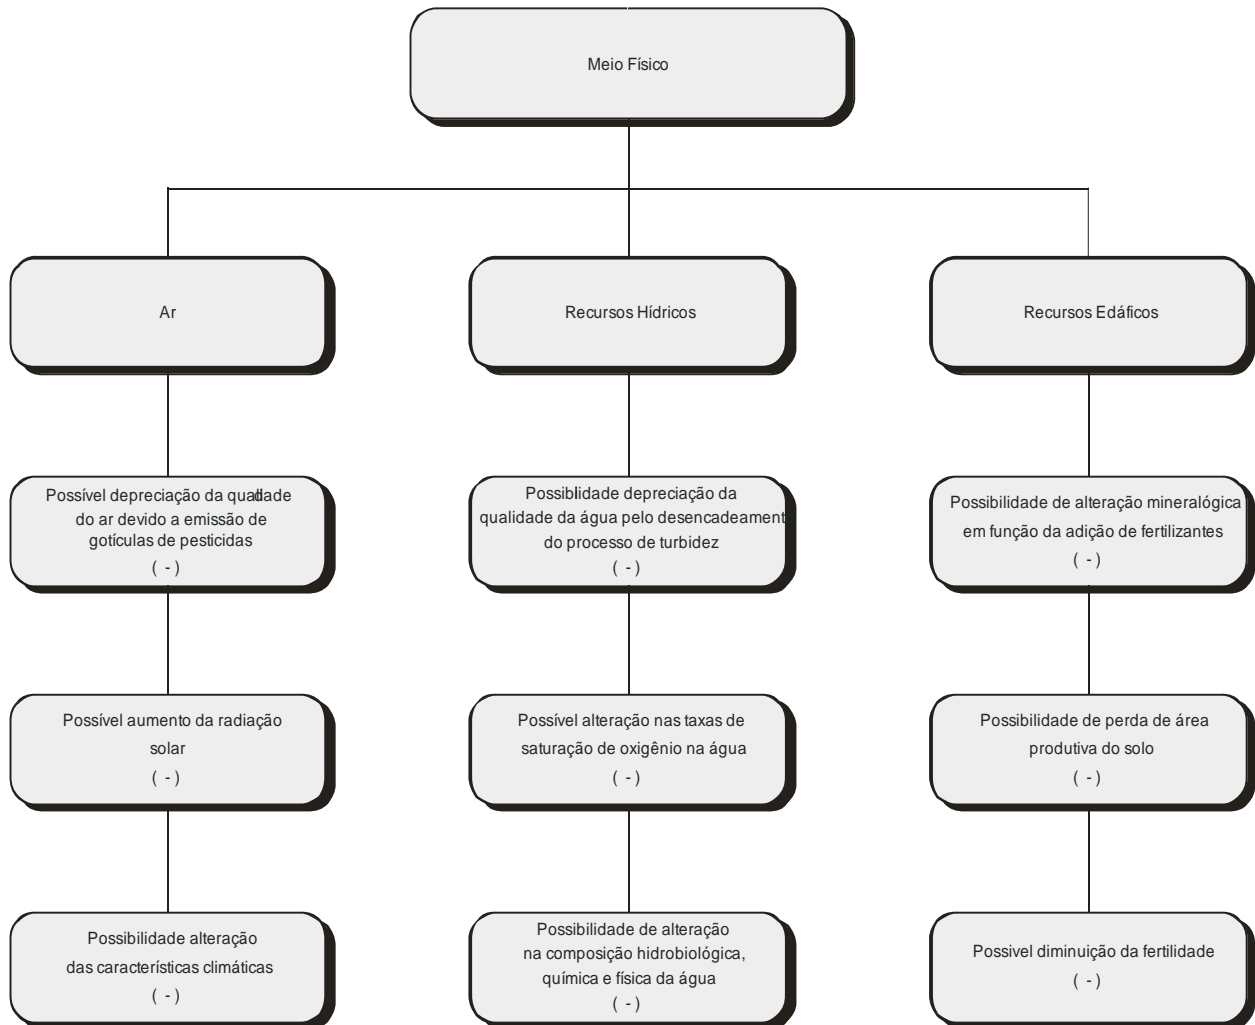 Meio Físico
Ar
Recursos Hídricos
Recursos Edáficos
Possível depreciação da qualidade
do ar devido a emissão de
gotículas de pesticidas
( - )
Possiblidade depreciação da
qualidade da água pelo desencadeament
do processo de turbidez
( - )
Possibilidade de alteração mineralógica
em função da adição de fertilizantes
( - )
Possível aumento da radiação
solar
( - )
Possível alteração nas taxas de
saturação de oxigênio na água
( - )
Possibilidade de perda de área
produtiva do solo
( - )
Possibilidade alteração
das características climáticas
( - )
Possibilidade de alteração
na composição hidrobiológica,
química e física da água
( - )
Possivel diminuição da fertilidade
( - )